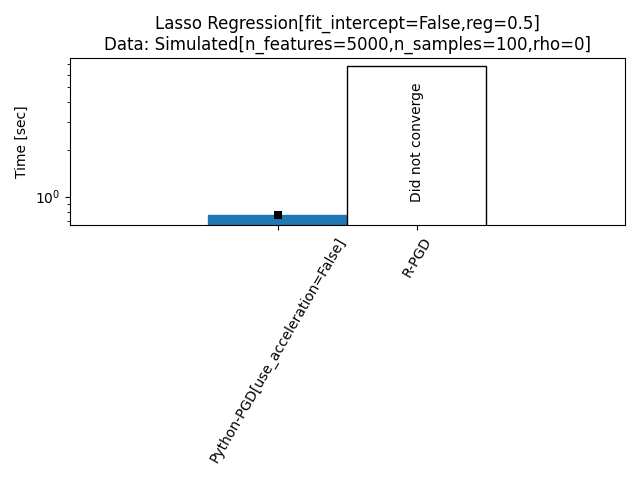 Lasso Regression[fit_intercept=False,reg=0.5]
Data: Simulated[n_features=5000,n_samples=100,rho=0]
Time [sec]
10^0
Did not converge
Python-PGD[use_acceleration=False]
R-PGD